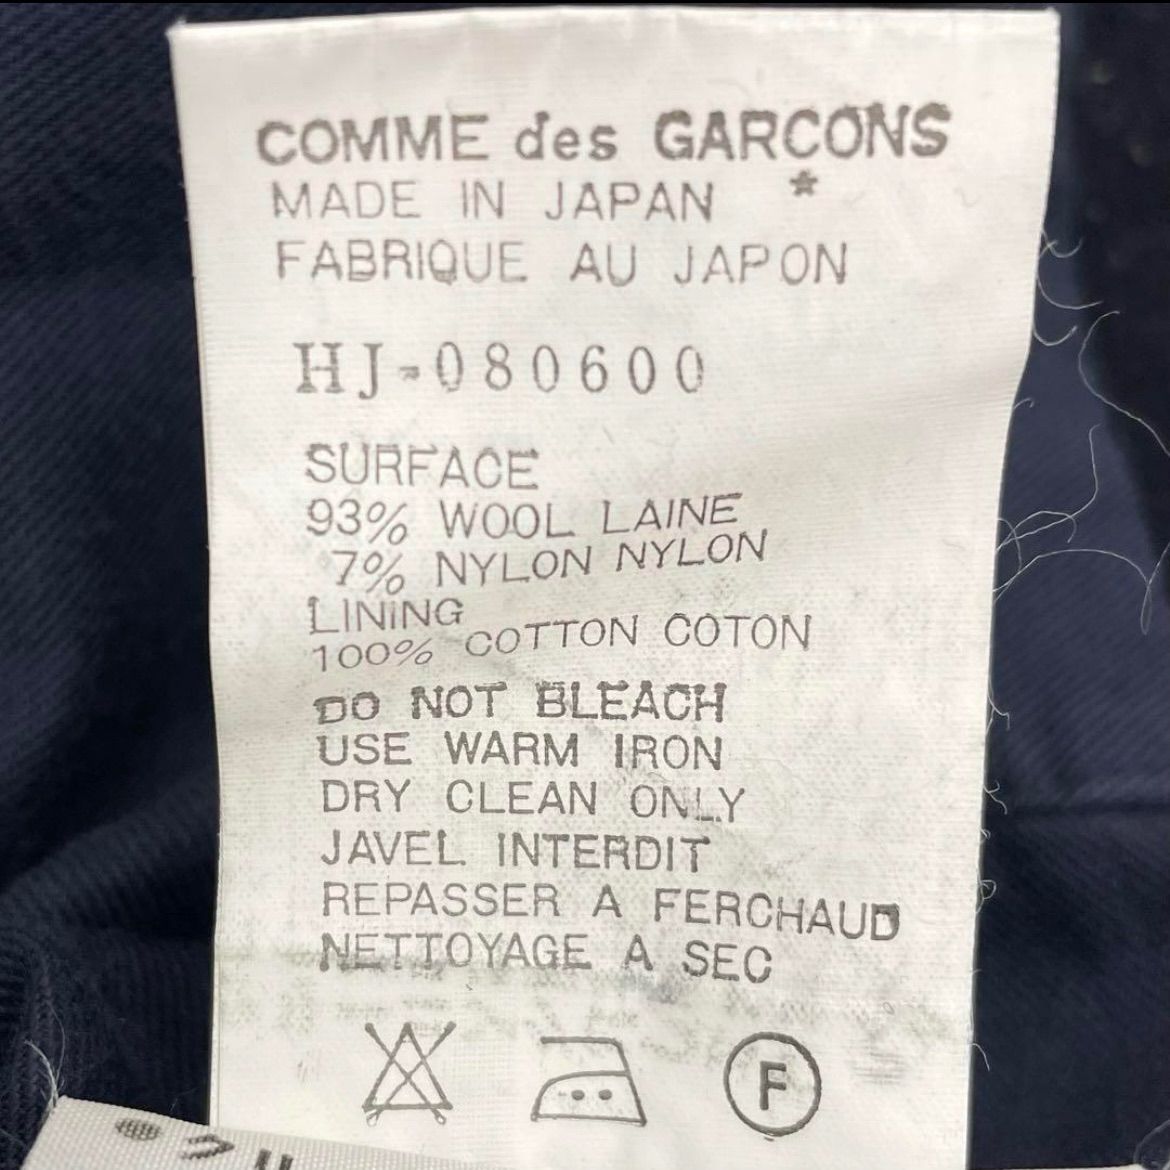 COMME des GARCONS
MADE IN JAPAN *
FABRIQUE AU JAPON
HJ-080600
SURFACE
93% WOOL LAINE
7% NYLON NYLON
LINING
100% COTTON COTON
DO NOT BLEACH
USE WARM IRON
DRY CLEAN ONLY
JAVEL INTERDIT
REPASSER A FERCHAUD
NETTOYAGE A SEC
F